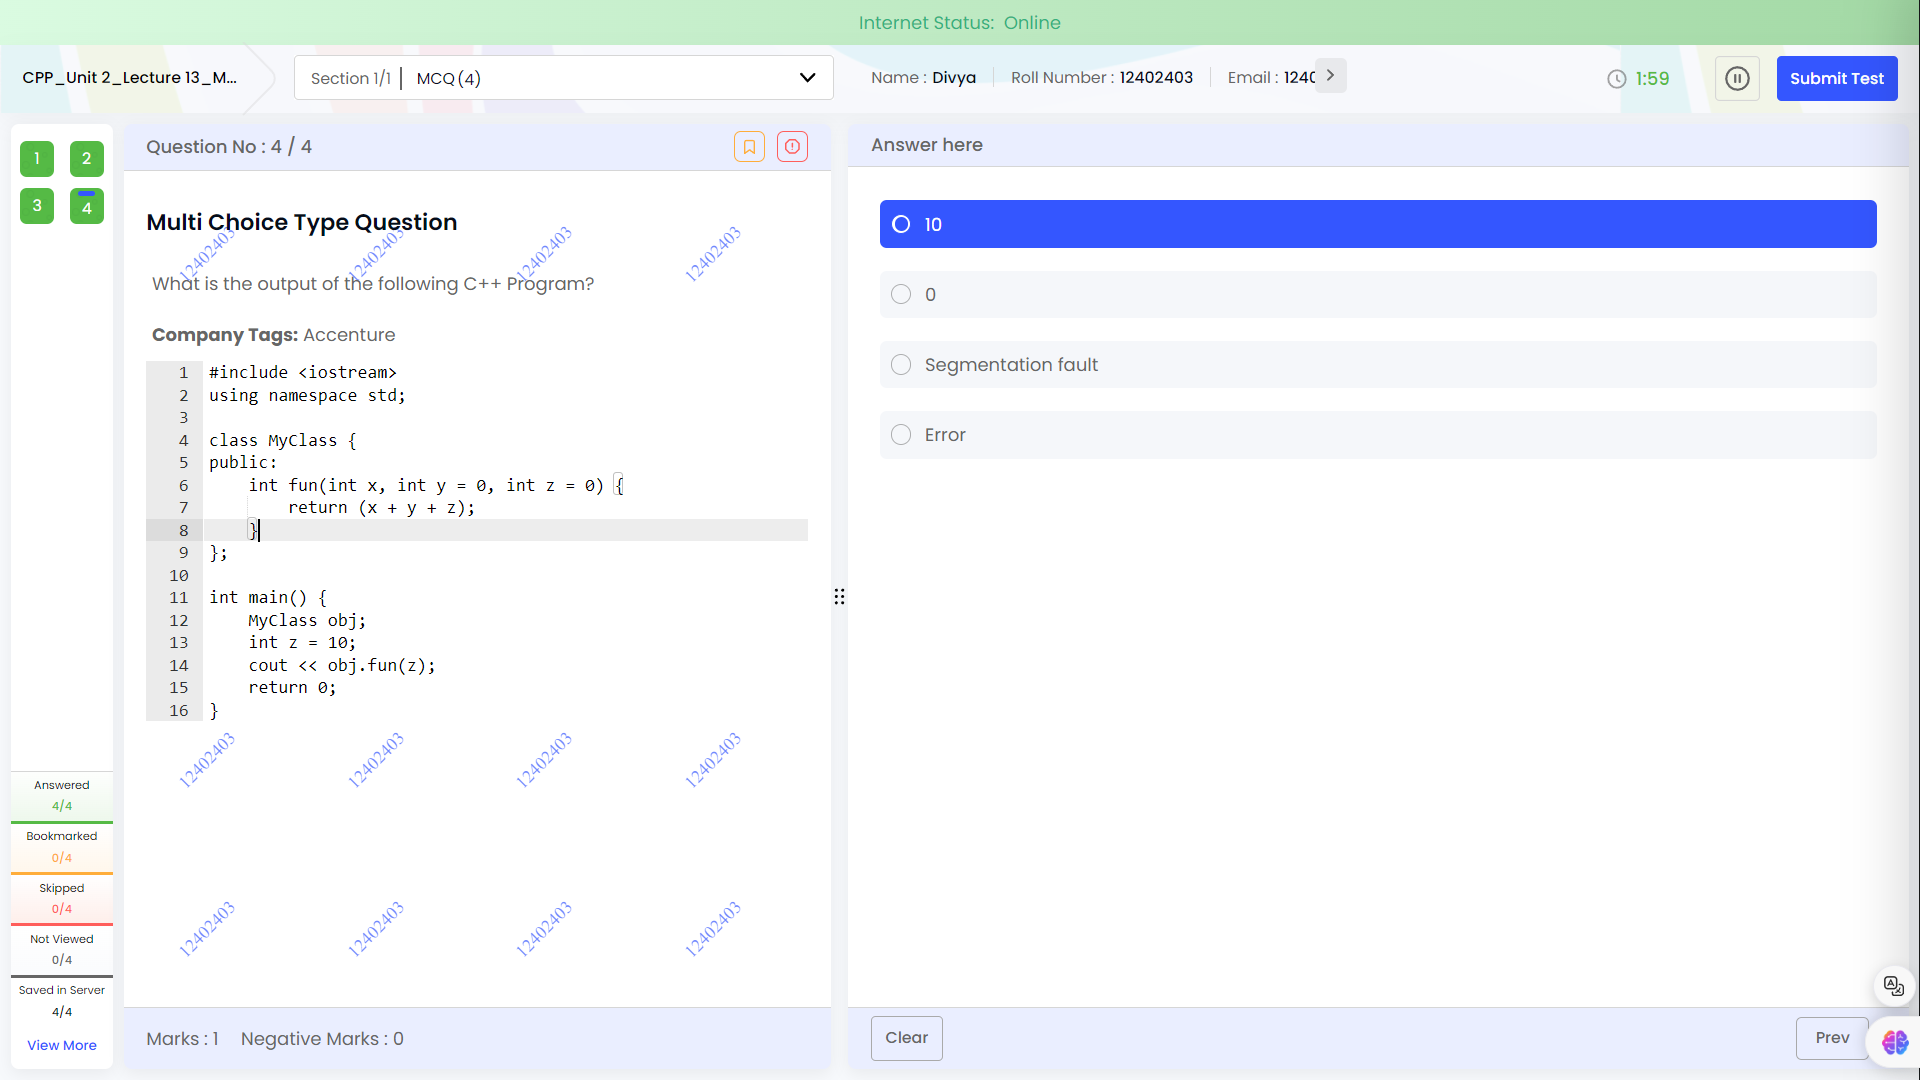 Internet Status: Online
CPP_Unit 2_Lecture 13_M...
Section 1/1 | MCQ (4)
Name : Divya
Roll Number : 12402403
Email : 1240
1:59
Submit Test
1
2
3
4
Question No : 4 / 4
Multi Choice Type Question
12402403 12402403 12402403 12402403
What is the output of the following C++ Program?
Company Tags: Accenture
1 #include <iostream>
2 using namespace std;
3
4 class MyClass {
5 public:
6     int fun(int x, int y = 0, int z = 0) {
7         return (x + y + z);
8     }
9 };
10
11 int main() {
12     MyClass obj;
13     int z = 10;
14     cout << obj.fun(z);
15     return 0;
16 }
12402403 12402403 12402403 12402403
12402403 12402403 12402403 12402403
Marks : 1 Negative Marks : 0
Answer here
10
0
Segmentation fault
Error
Clear
Prev
Answered
4/4
Bookmarked
0/4
Skipped
0/4
Not Viewed
0/4
Saved in Server
4/4
View More